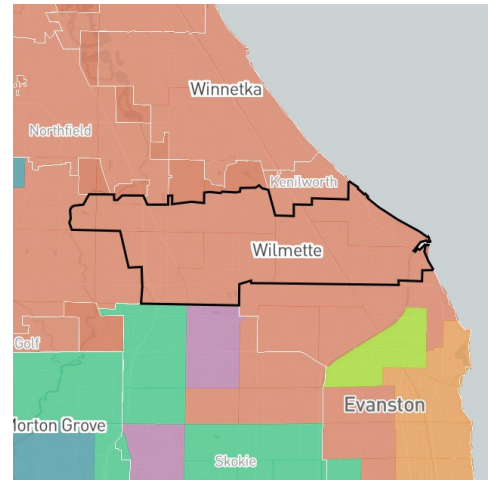 Winnetka
Northfield
Kenilworth
Wilmette
Golf
Evanston
Morton Grove
Skokie